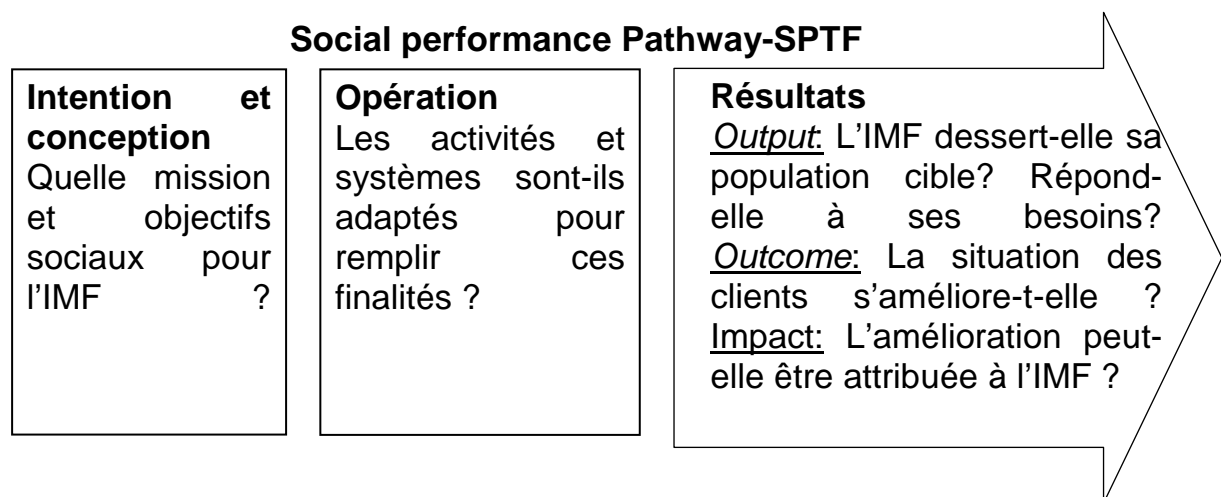 Social performance Pathway-SPTF
Intention et
conception
Quelle mission
et objectifs
sociaux pour
l'IMF ?
Opération
Les activités et
systèmes sont-ils
adaptés pour
remplir ces
finalités ?
Résultats
Output: L'IMF dessert-elle sa
population cible? Répond-
elle à ses besoins?
Outcome: La situation des
clients s'améliore-t-elle ?
Impact: L'amélioration peut-
elle être attribuée à l'IMF ?